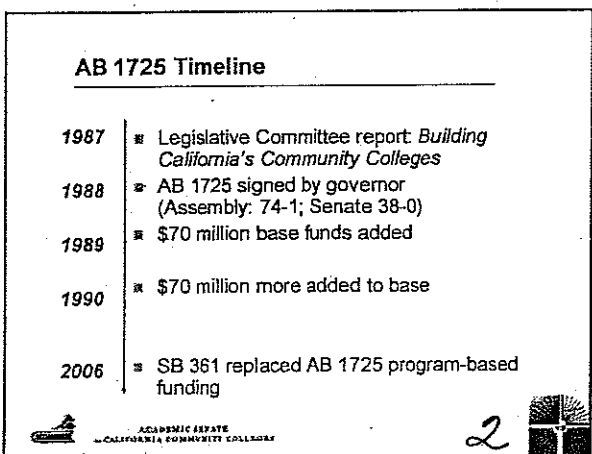 AB 1725 Timeline
1987 Legislative Committee report: Building
California's Community Colleges
1988 AB 1725 signed by governor
(Assembly: 74-1; Senate 38-0)
1989 $70 million base funds added
1990 $70 million more added to base
2006 SB 361 replaced AB 1725 program-based
funding
ACADEMIC SENATE
CALIFORNIA COMMUNITY COLLEGES
2